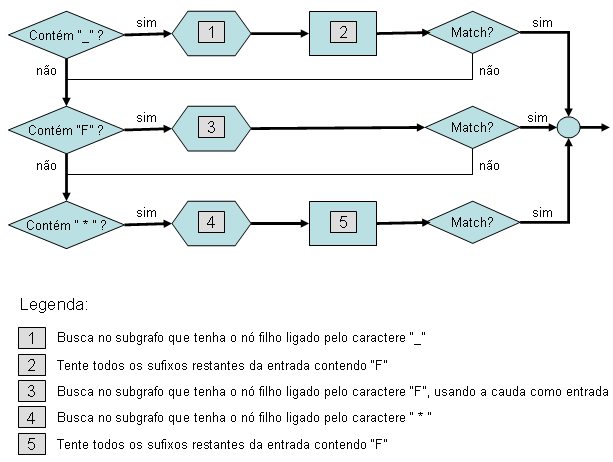 Contém "_" ? sim 1 2 Match? sim
não não
Contém "F" ? sim 3 Match? sim
não não
Contém " * " ? sim 4 5 Match? sim
Legenda:
1 Busca no subgrafo que tenha o nó filho ligado pelo caractere "_"
2 Tente todos os sufixos restantes da entrada contendo "F"
3 Busca no subgrafo que tenha o nó filho ligado pelo caractere "F", usando a cauda como entrada
4 Busca no subgrafo que tenha o nó filho ligado pelo caractere " * "
5 Tente todos os sufixos restantes da entrada contendo "F"